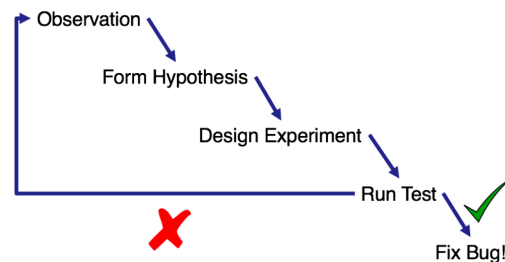 Observation
Form Hypothesis
Design Experiment
Run Test
Fix Bug!